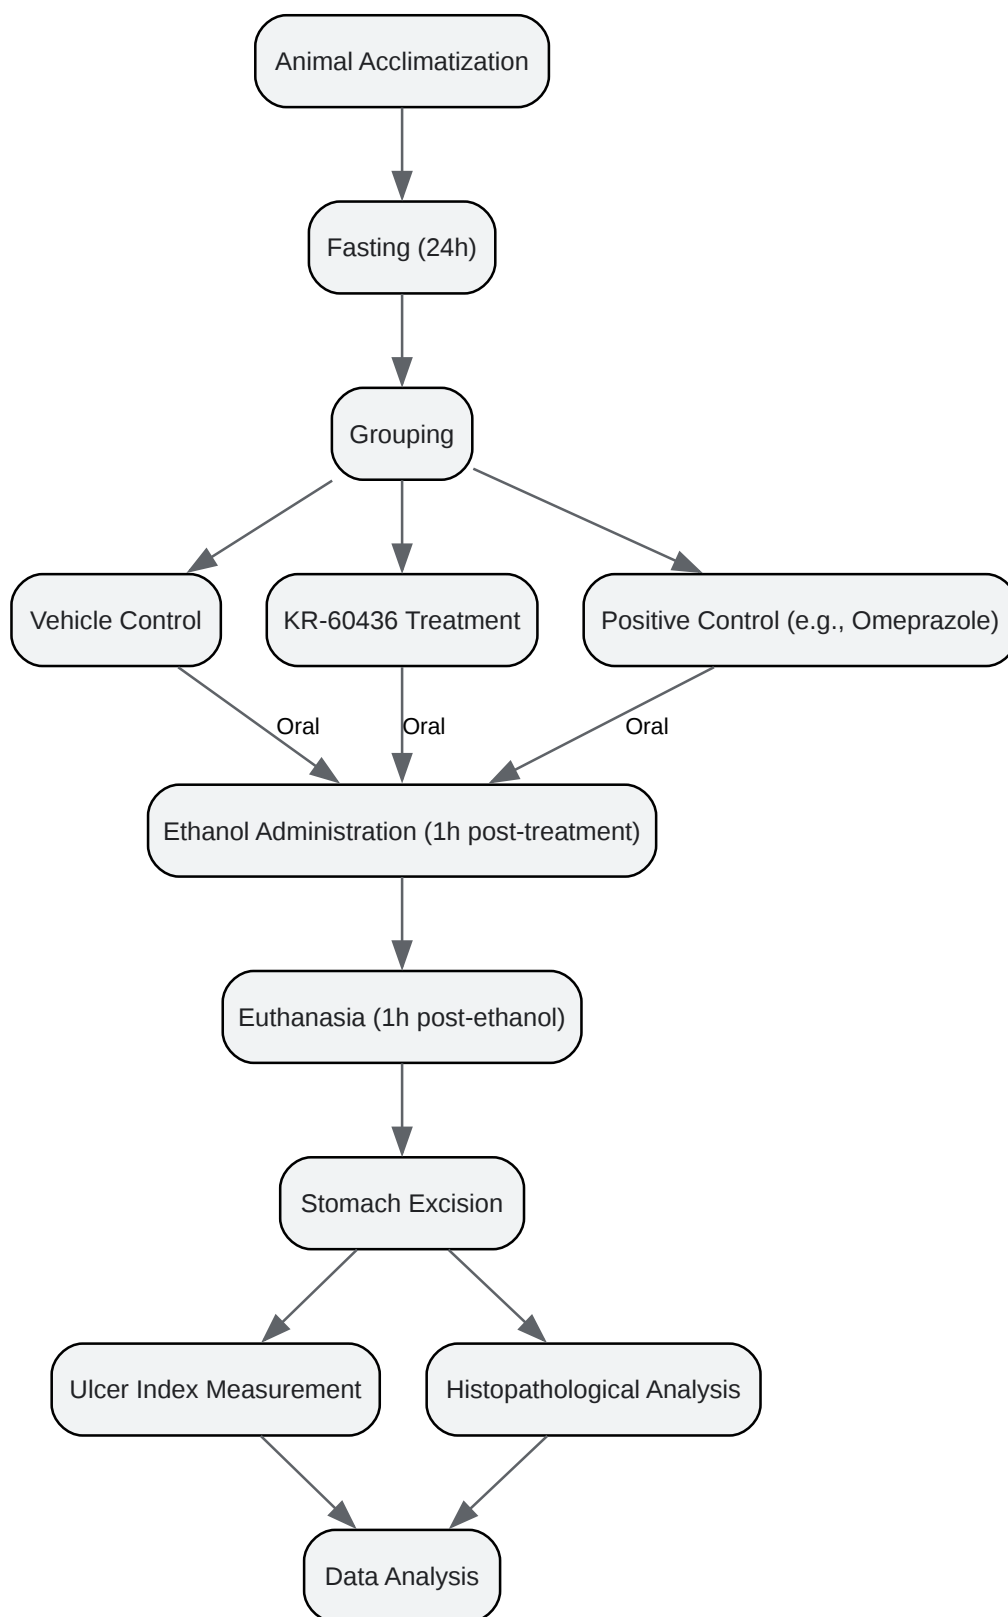 Animal Acclimatization
Fasting (24h)
Grouping
Vehicle Control
KR-60436 Treatment
Positive Control (e.g., Omeprazole)
Oral
Oral
Oral
Ethanol Administration (1h post-treatment)
Euthanasia (1h post-ethanol)
Stomach Excision
Ulcer Index Measurement
Histopathological Analysis
Data Analysis